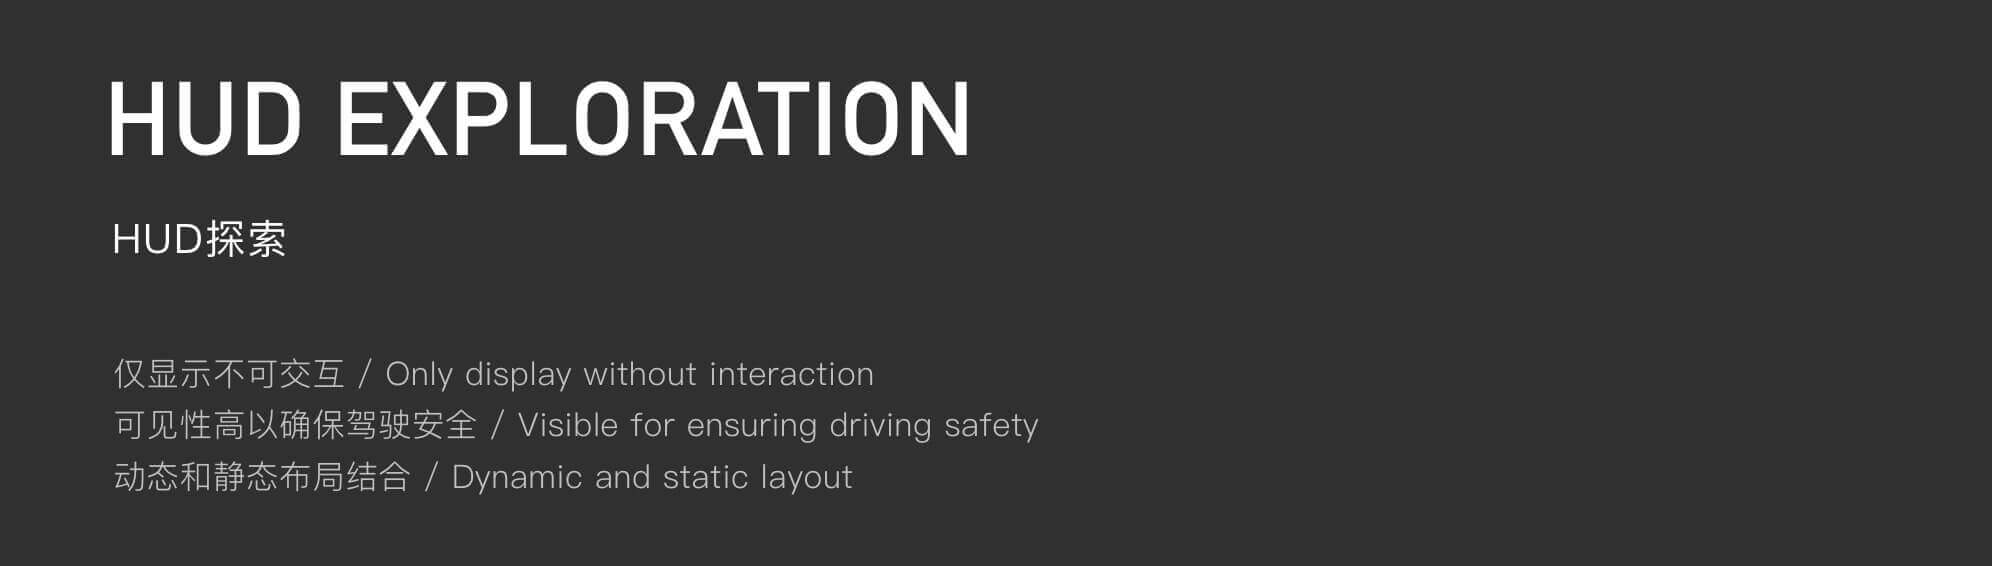 HUD EXPLORATION
HUD探索
仅显示不可交互 / Only display without interaction
可见性高以确保驾驶安全 / Visible for ensuring driving safety
动态和静态布局结合 / Dynamic and static layout